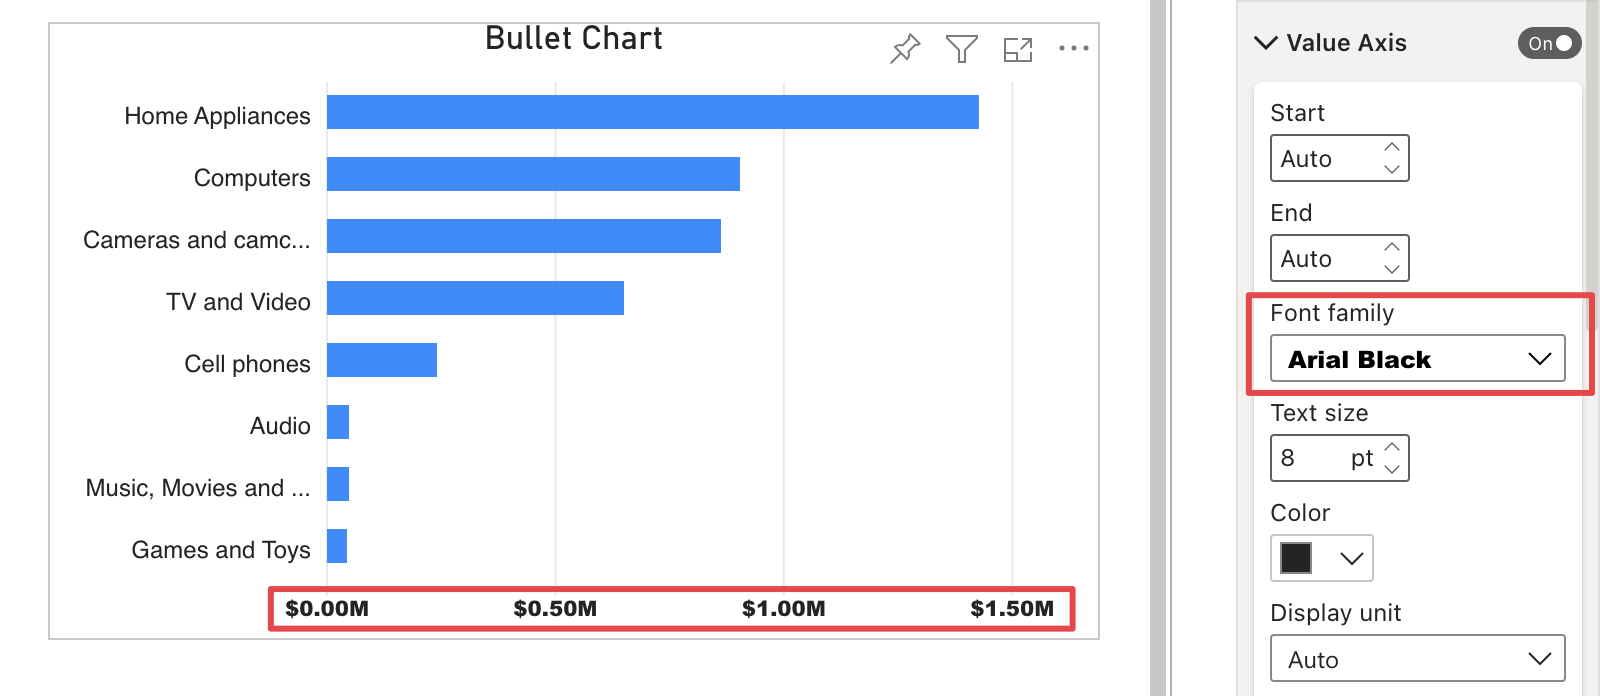 Bullet Chart
Home Appliances
Computers
Cameras and camc...
TV and Video
Cell phones
Audio
Music, Movies and ...
Games and Toys
$0.00M $0.50M $1.00M $1.50M
Value Axis On
Start
Auto
End
Auto
Font family
Arial Black
Text size
8 pt
Color
Display unit
Auto